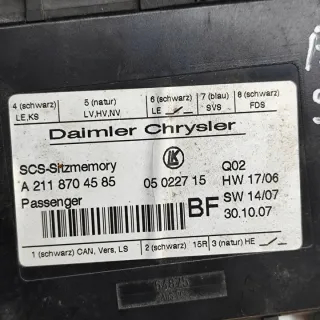 4 (schwarz) 5 (natur) 6 (schwarz) 7 (blau) 8 (schwarz)
LE,KS LV,HV,NV LE SVS FDS
Daimler Chrysler
SCS-Sitzmemory Q02
A 211 870 45 85 05 0227 15 HW 17/06
Passenger BF SW 14/07
30.10.07
1 (schwarz) CAN, Vers, LS 2 (schwarz) 15R 3 (natur) HE